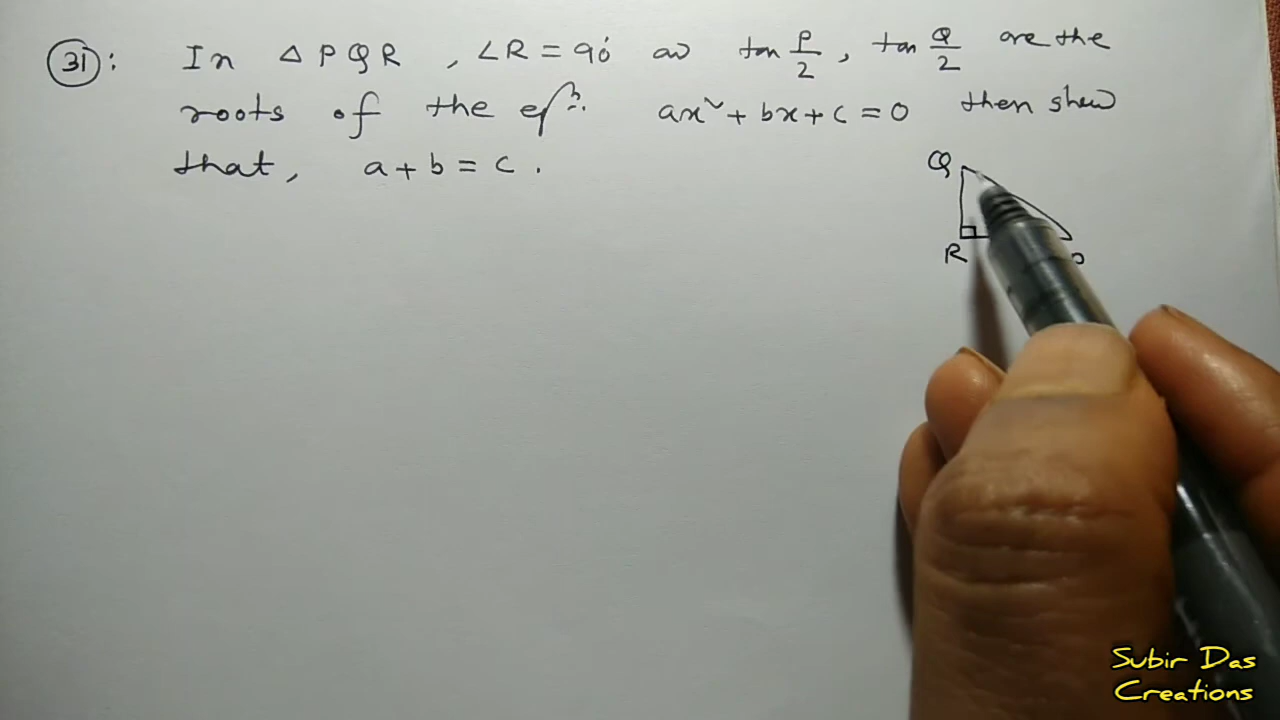 31: In △PQR, ∠R = 90° and tan P/2, tan Q/2 are the
roots of the eqn. ax² + bx + c = 0 then show
that, a + b = c.
Q
R
Subir Das
Creations